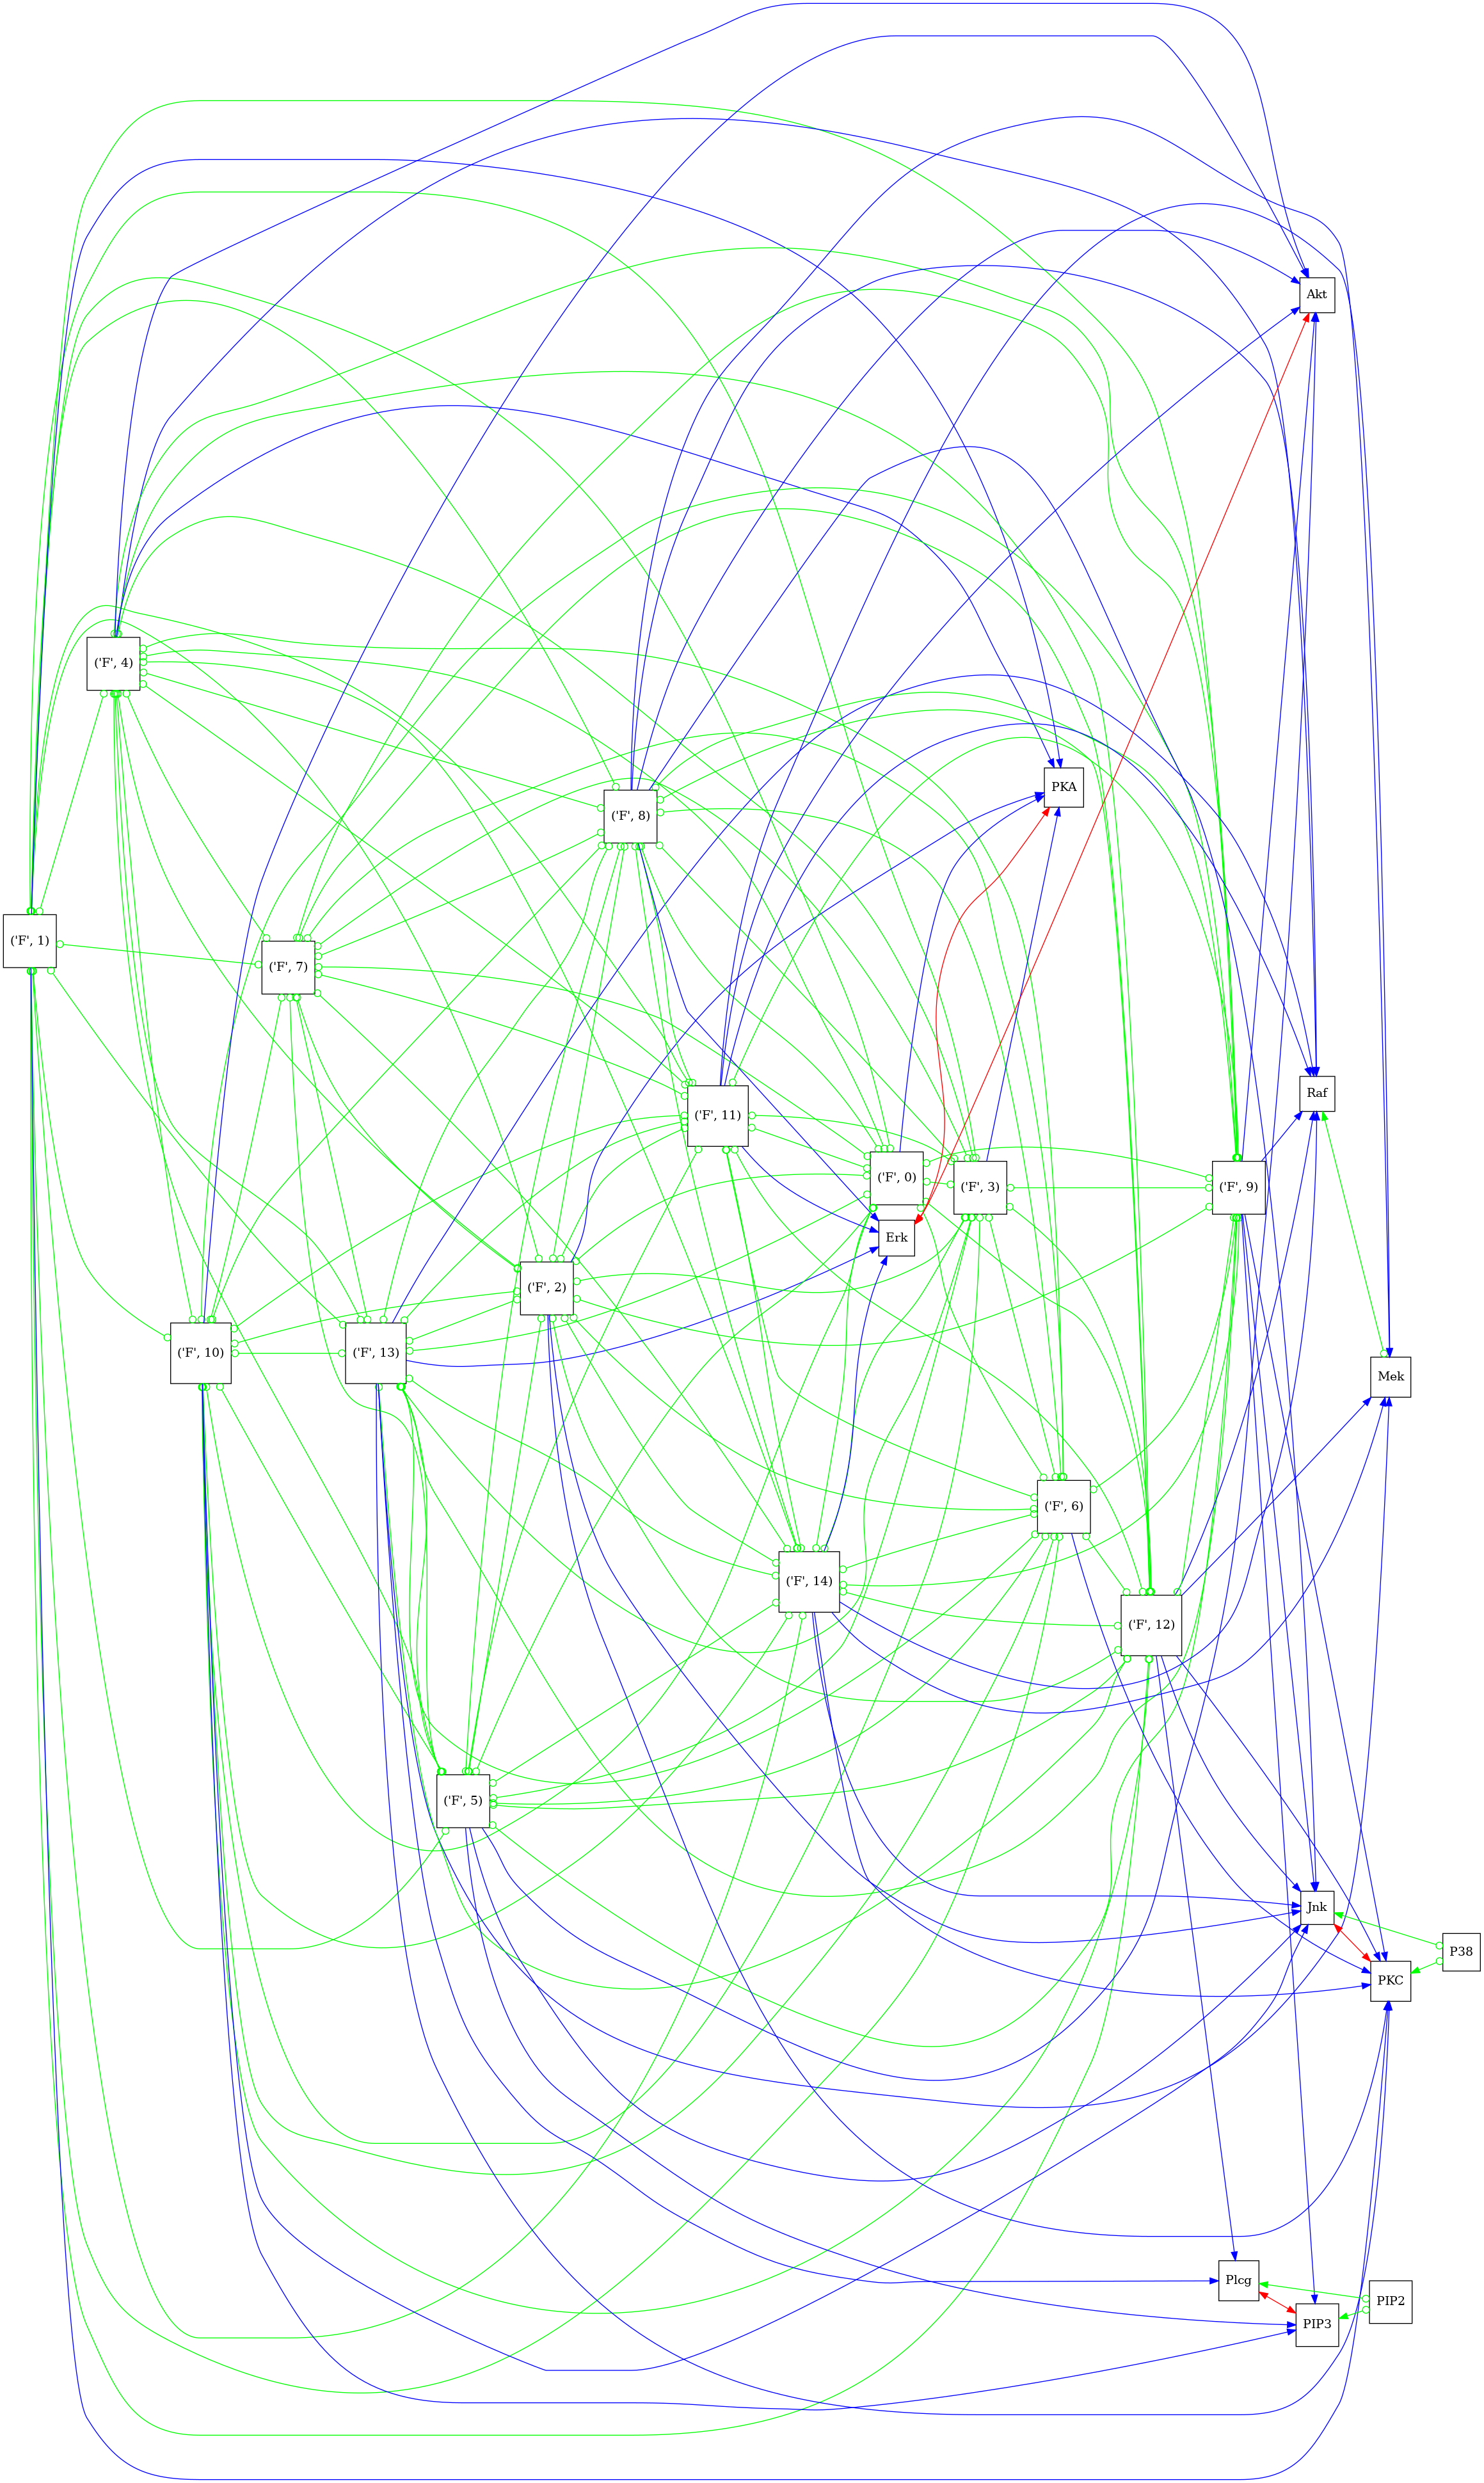 Akt
('F', 4)
PKA
('F', 8)
('F', 1)
('F', 7)
Raf
('F', 11)
('F', 0)
('F', 3)
('F', 9)
Erk
('F', 2)
('F', 10)
('F', 13)
Mek
('F', 6)
('F', 14)
('F', 12)
('F', 5)
Jnk
P38
PKC
Plcg
PIP2
PIP3